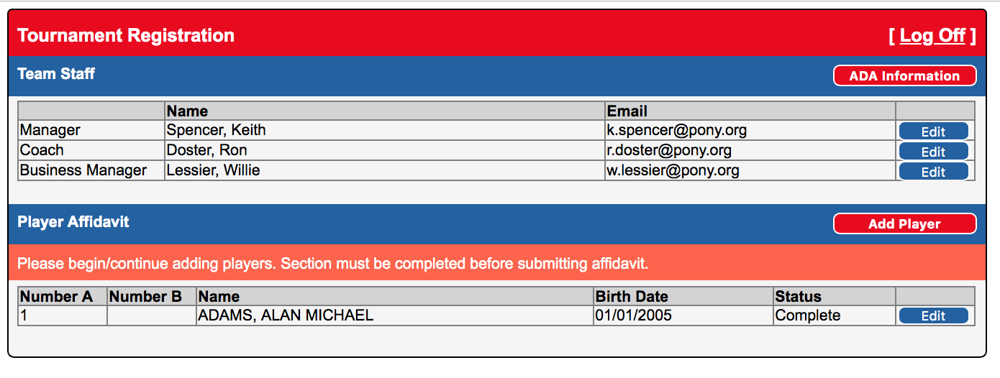 Tournament Registration [ Log Off ]
Team Staff ADA Information
Name Email
Manager Spencer, Keith k.spencer@pony.org Edit
Coach Doster, Ron r.doster@pony.org Edit
Business Manager Lessier, Willie w.lessier@pony.org Edit
Player Affidavit Add Player
Please begin/continue adding players. Section must be completed before submitting affidavit.
Number A Number B Name Birth Date Status
1 ADAMS, ALAN MICHAEL 01/01/2005 Complete Edit